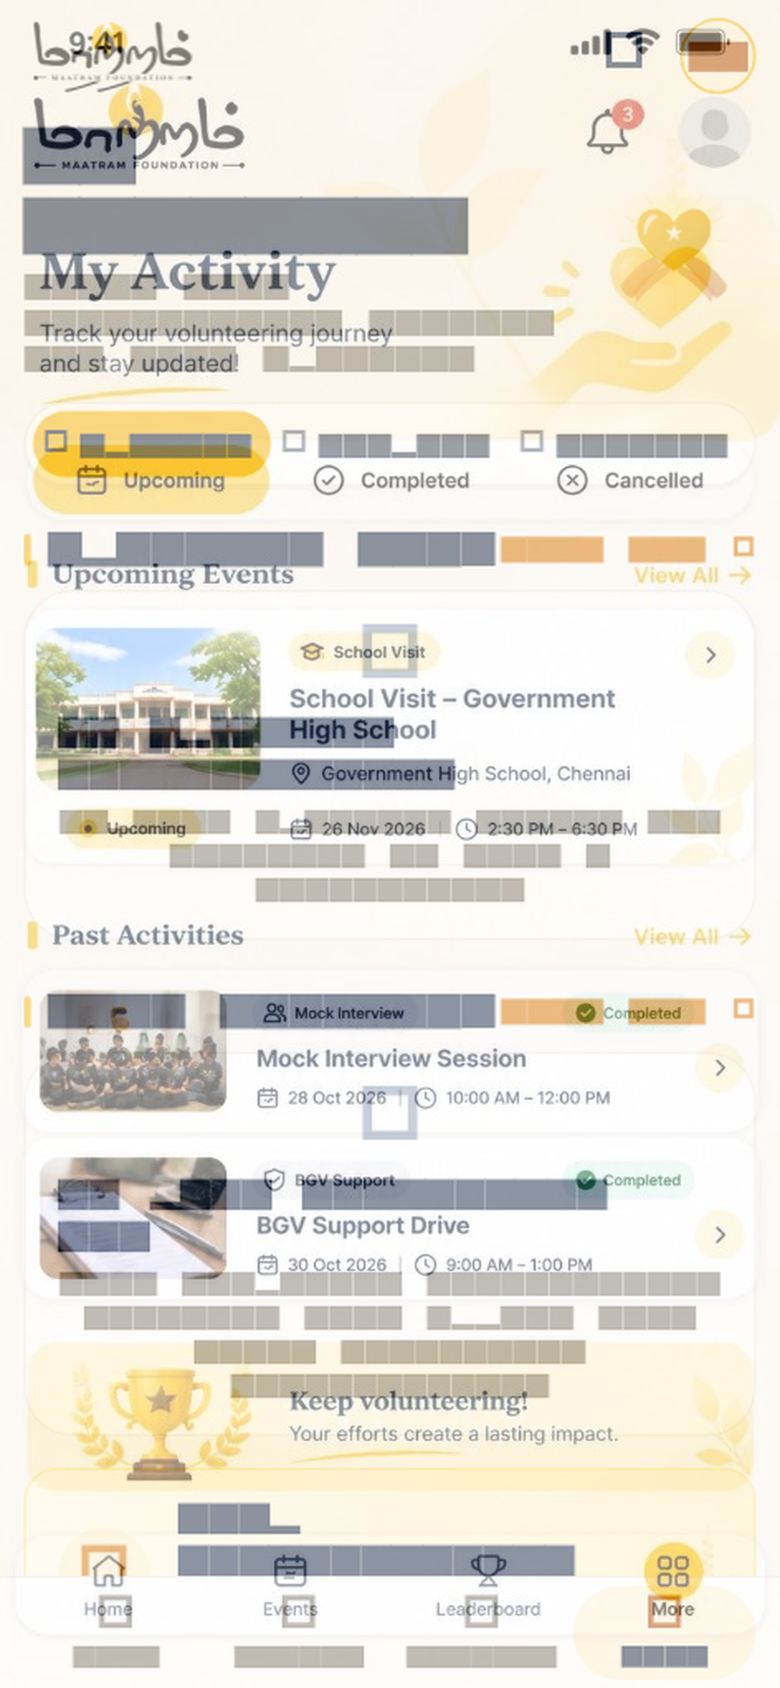 9:41
மாற்றம்
MAATRAM FOUNDATION
மாற்றம்
MAATRAM FOUNDATION
3
My Activity
Track your volunteering journey
and stay updated!
Upcoming
Completed
Cancelled
Upcoming Events
View All →
School Visit
School Visit – Government
High School
Government High School, Chennai
Upcoming
26 Nov 2026
2:30 PM – 6:30 PM
Past Activities
View All →
Mock Interview
Completed
Mock Interview Session
28 Oct 2026
10:00 AM – 12:00 PM
BGV Support
Completed
BGV Support Drive
30 Oct 2026
9:00 AM – 1:00 PM
Keep volunteering!
Your efforts create a lasting impact.
Home
Events
Leaderboard
More